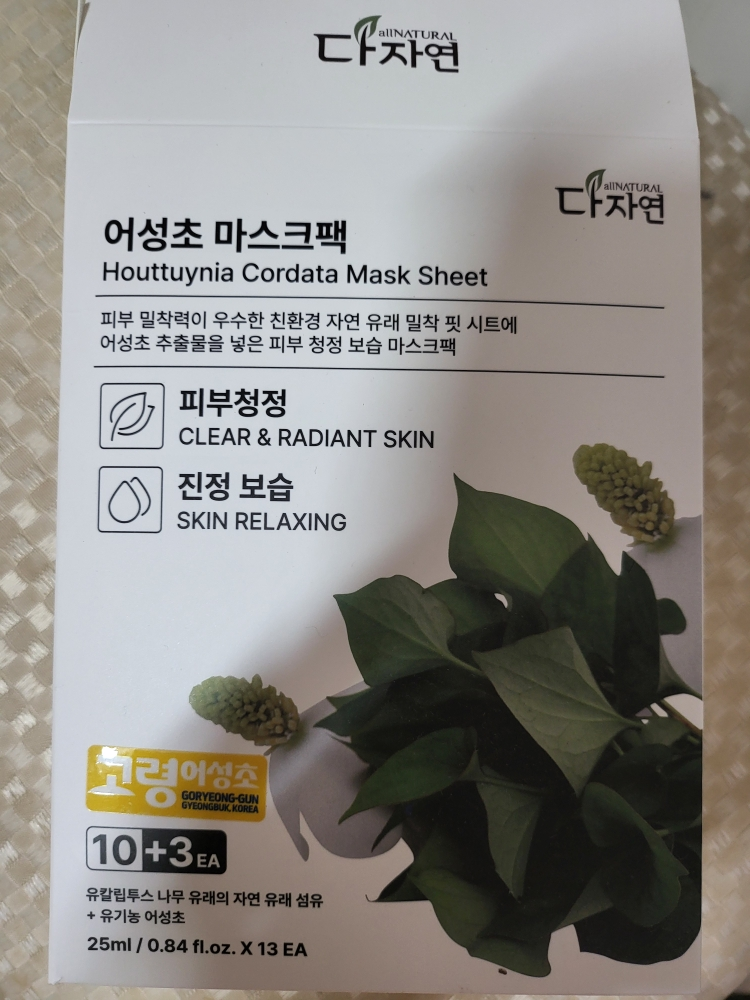 allNATURAL
다자연
allNATURAL
다자연
어성초 마스크팩
Houttuynia Cordata Mask Sheet
피부 밀착력이 우수한 친환경 자연 유래 밀착 핏 시트에
어성초 추출물을 넣은 피부 청정 보습 마스크팩
피부청정
CLEAR & RADIANT SKIN
진정 보습
SKIN RELAXING
고령어성초
GORYEONG-GUN
GYEONGBUK, KOREA
10+3EA
유칼립투스 나무 유래의 자연 유래 섬유
+ 유기농 어성초
25ml / 0.84 fl.oz. X 13 EA